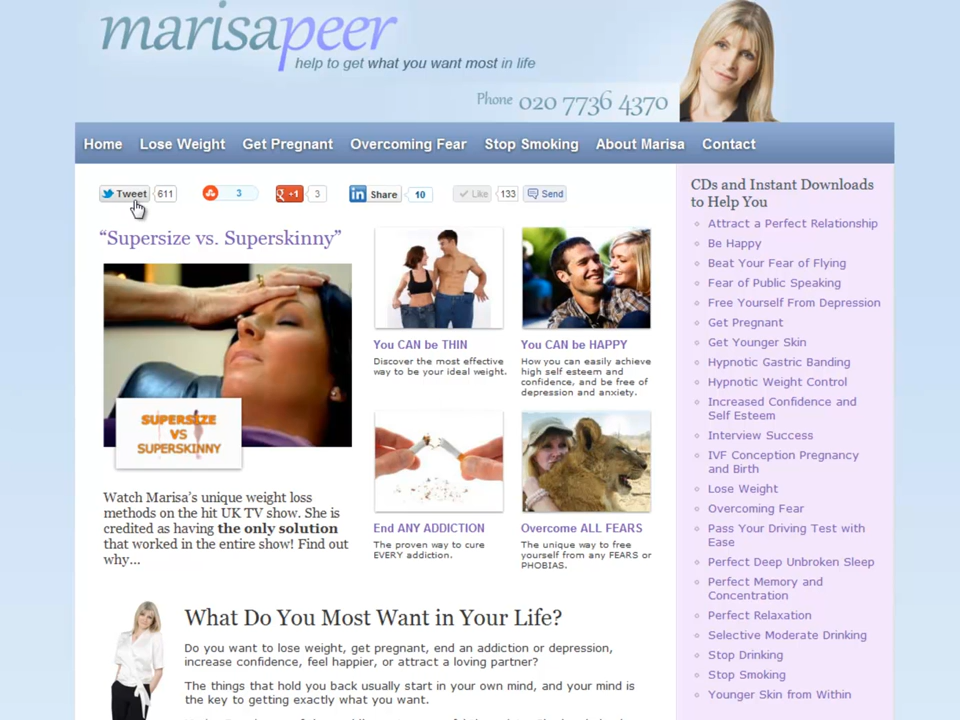 marisapeer
help to get what you want most in life
Phone 020 7736 4370
Home Lose Weight Get Pregnant Overcoming Fear Stop Smoking About Marisa Contact
Tweet 611 3 +1 3 in Share 10 Like 133 Send
“Supersize vs. Superskinny”
SUPERSIZE
VS
SUPERSKINNY
Watch Marisa’s unique weight loss
methods on the hit UK TV show. She is
credited as having the only solution
that worked in the entire show! Find out
why...
You CAN be THIN
Discover the most effective
way to be your ideal weight.
You CAN be HAPPY
How you can easily achieve
high self esteem and
confidence, and be free of
depression and anxiety.
End ANY ADDICTION
The proven way to cure
EVERY addiction.
Overcome ALL FEARS
The unique way to free
yourself from any FEARS or
PHOBIAS.
What Do You Most Want in Your Life?
Do you want to lose weight, get pregnant, end an addiction or depression,
increase confidence, feel happier, or attract a loving partner?
The things that hold you back usually start in your own mind, and your mind is
the key to getting exactly what you want.
CDs and Instant Downloads
to Help You
Attract a Perfect Relationship
Be Happy
Beat Your Fear of Flying
Fear of Public Speaking
Free Yourself From Depression
Get Pregnant
Get Younger Skin
Hypnotic Gastric Banding
Hypnotic Weight Control
Increased Confidence and
Self Esteem
Interview Success
IVF Conception Pregnancy
and Birth
Lose Weight
Overcoming Fear
Pass Your Driving Test with
Ease
Perfect Deep Unbroken Sleep
Perfect Memory and
Concentration
Perfect Relaxation
Selective Moderate Drinking
Stop Drinking
Stop Smoking
Younger Skin from Within